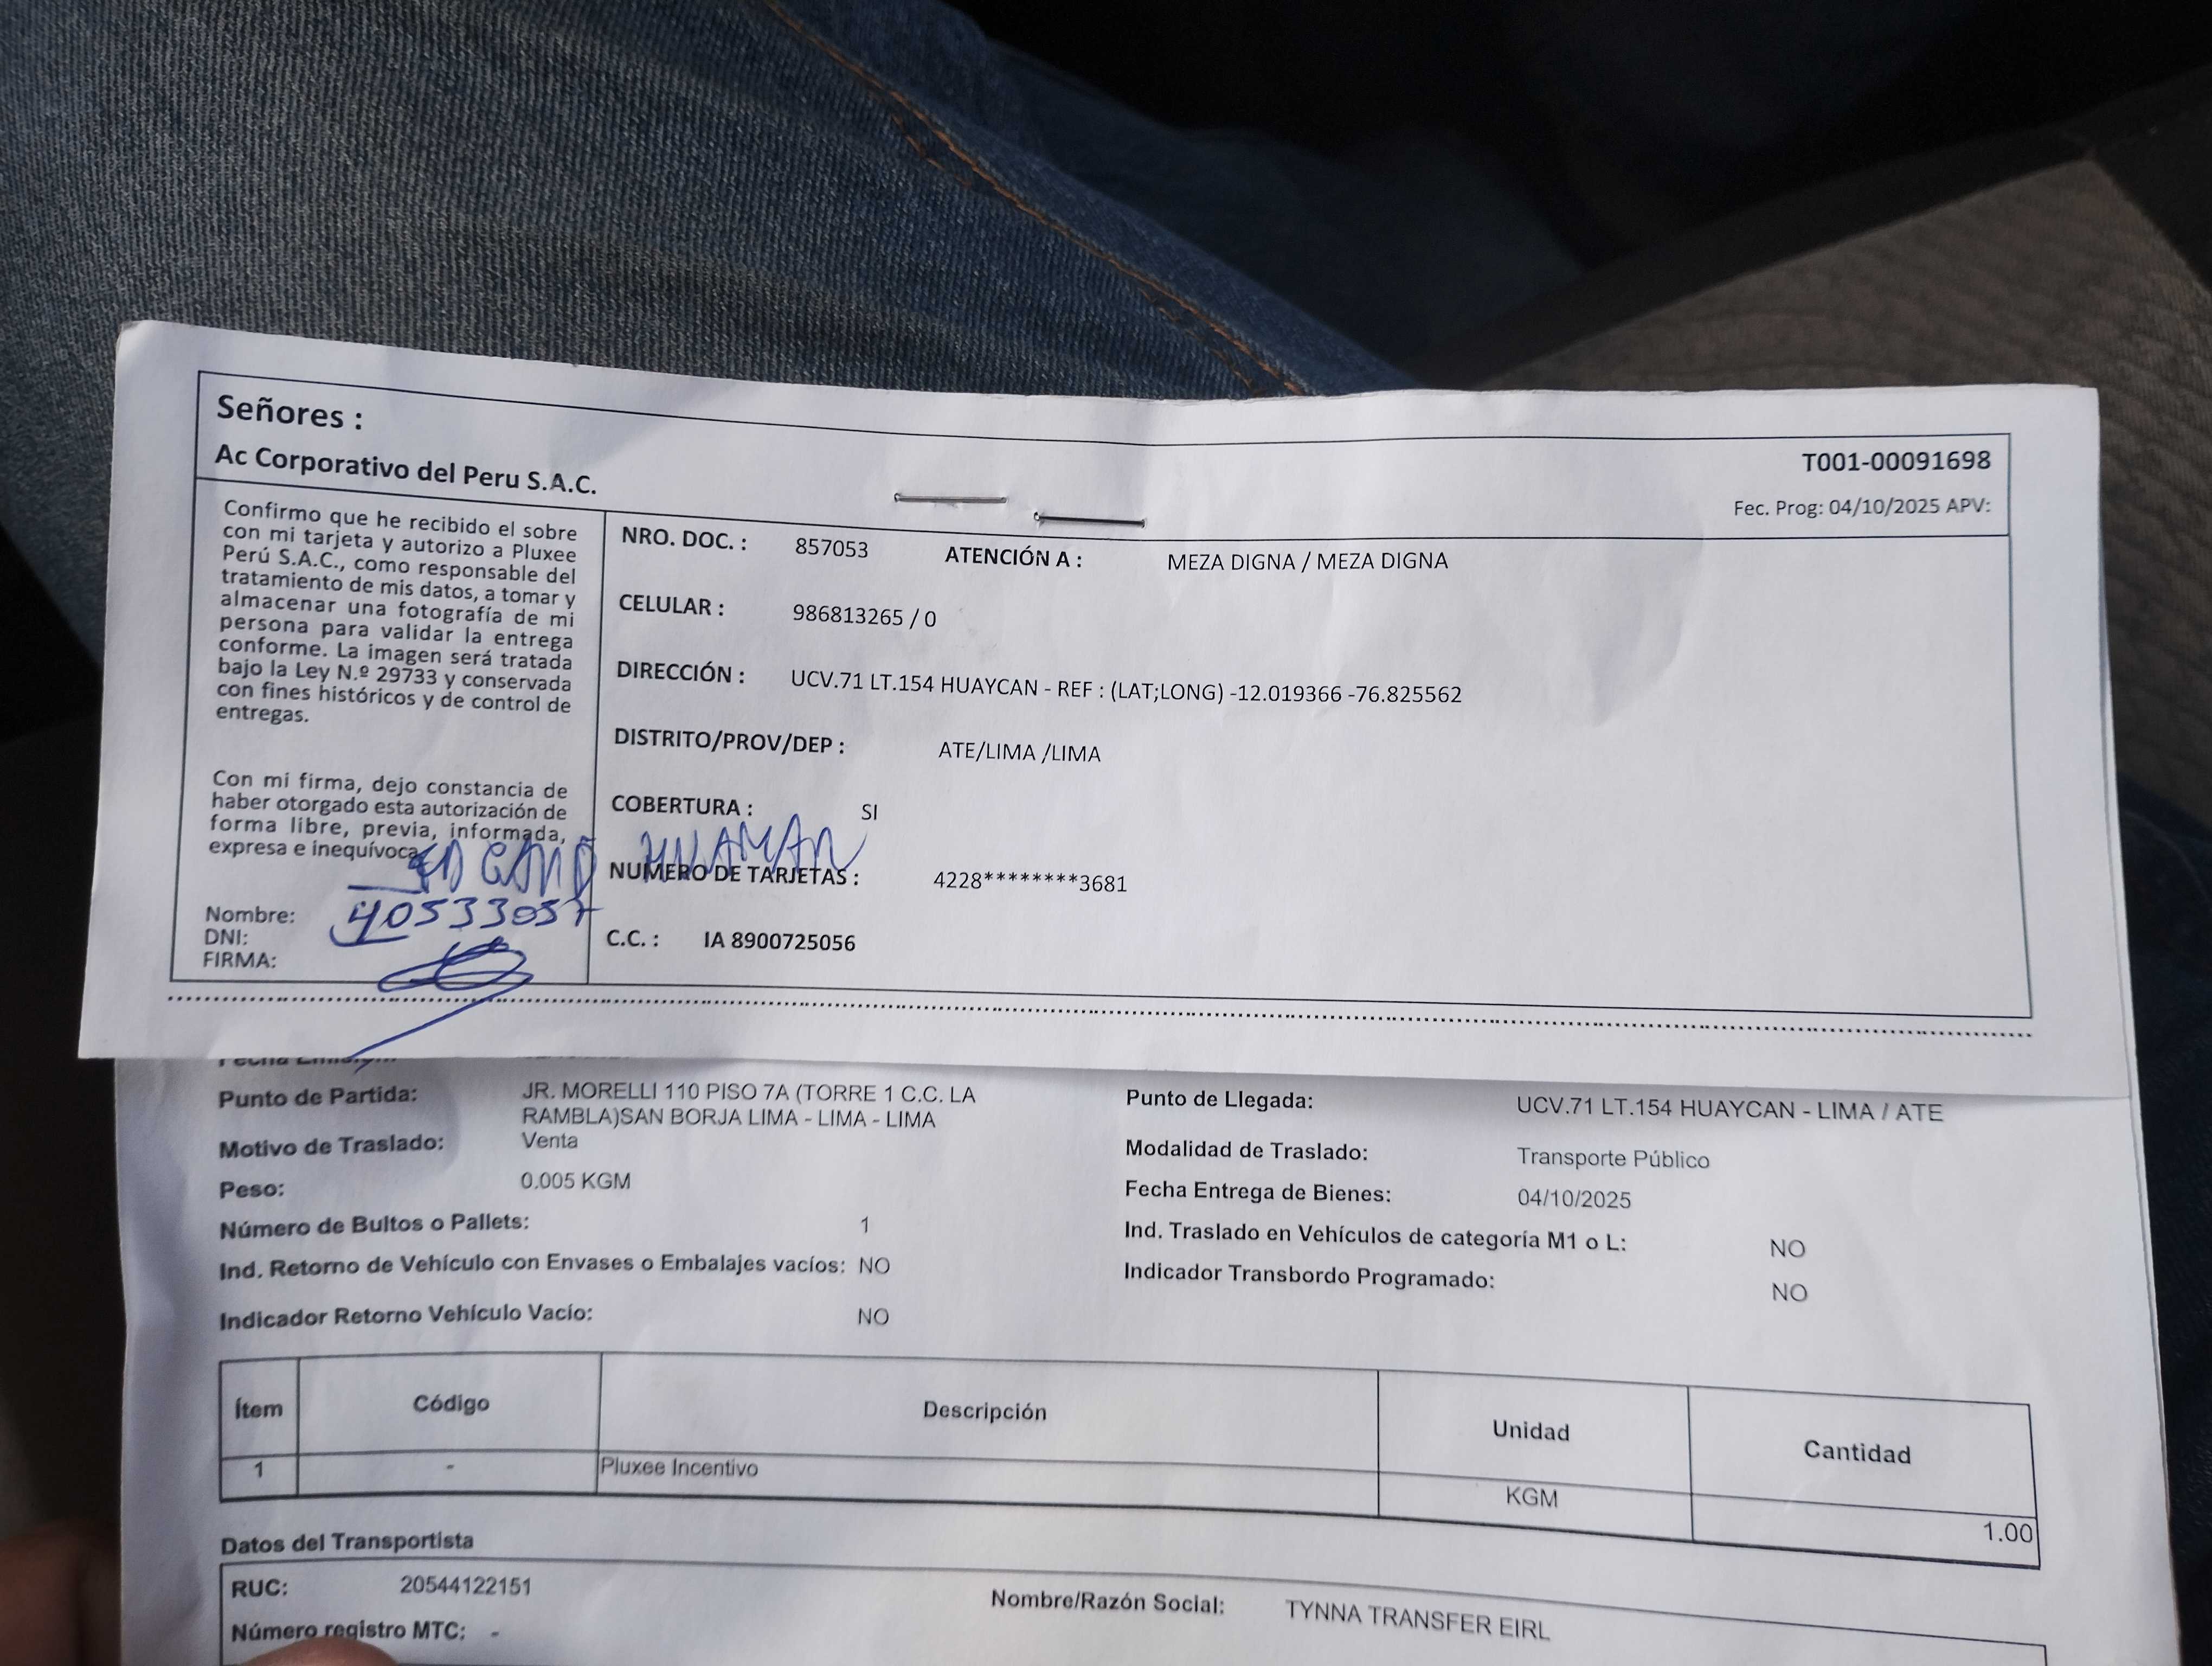 Señores :
Ac Corporativo del Peru S.A.C.
T001-00091698
Fec. Prog: 04/10/2025 APV:
Confirmo que he recibido el sobre
con mi tarjeta y autorizo a Pluxee
Perú S.A.C., como responsable del
tratamiento de mis datos, a tomar y
almacenar una fotografía de mi
persona para validar la entrega
conforme. La imagen será tratada
bajo la Ley N.º 29733 y conservada
con fines históricos y de control de
entregas.
Con mi firma, dejo constancia de
haber otorgado esta autorización de
forma libre, previa, informada,
expresa e inequívoca
HUAMAN
Nombre:
DNI: 40533057
FIRMA:
NRO. DOC. : 857053 ATENCIÓN A : MEZA DIGNA / MEZA DIGNA
CELULAR : 986813265 / 0
DIRECCIÓN : UCV.71 LT.154 HUAYCAN - REF : (LAT;LONG) -12.019366 -76.825562
DISTRITO/PROV/DEP : ATE/LIMA /LIMA
COBERTURA : SI
NUMERO DE TARJETAS : 4228********3681
C.C. : IA 8900725056
Punto de Partida: JR. MORELLI 110 PISO 7A (TORRE 1 C.C. LA
RAMBLA)SAN BORJA LIMA - LIMA - LIMA
Motivo de Traslado: Venta
Peso: 0.005 KGM
Número de Bultos o Pallets: 1
Ind. Retorno de Vehículo con Envases o Embalajes vacíos: NO
Indicador Retorno Vehículo Vacío: NO
Punto de Llegada: UCV.71 LT.154 HUAYCAN - LIMA / ATE
Modalidad de Traslado: Transporte Público
Fecha Entrega de Bienes: 04/10/2025
Ind. Traslado en Vehículos de categoría M1 o L: NO
Indicador Transbordo Programado: NO
Ítem Código Descripción Unidad Cantidad
1 - Pluxee Incentivo KGM 1.00
Datos del Transportista
RUC: 20544122151 Nombre/Razón Social: TYNNA TRANSFER EIRL
Número registro MTC: -